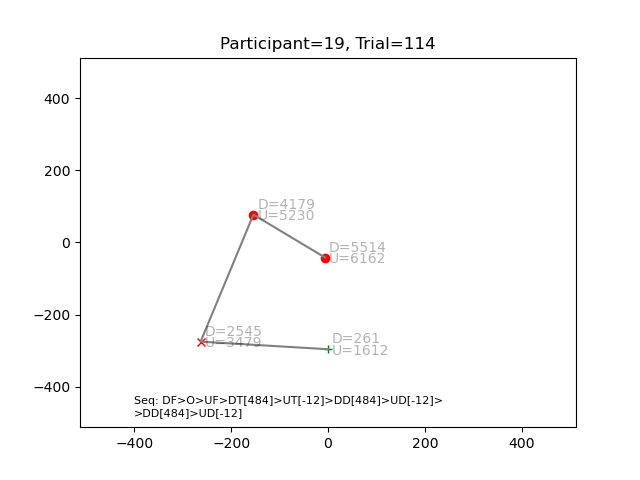 Participant=19, Trial=114
400
200
0
−200
−400
D=4179
U=5230
D=5514
U=6162
D=2545
U=3479
D=261
U=1612
Seq: DF>O>UF>DT[484]>UT[-12]>DD[484]>UD[-12]>
>DD[484]>UD[-12]
−400
−200
0
200
400